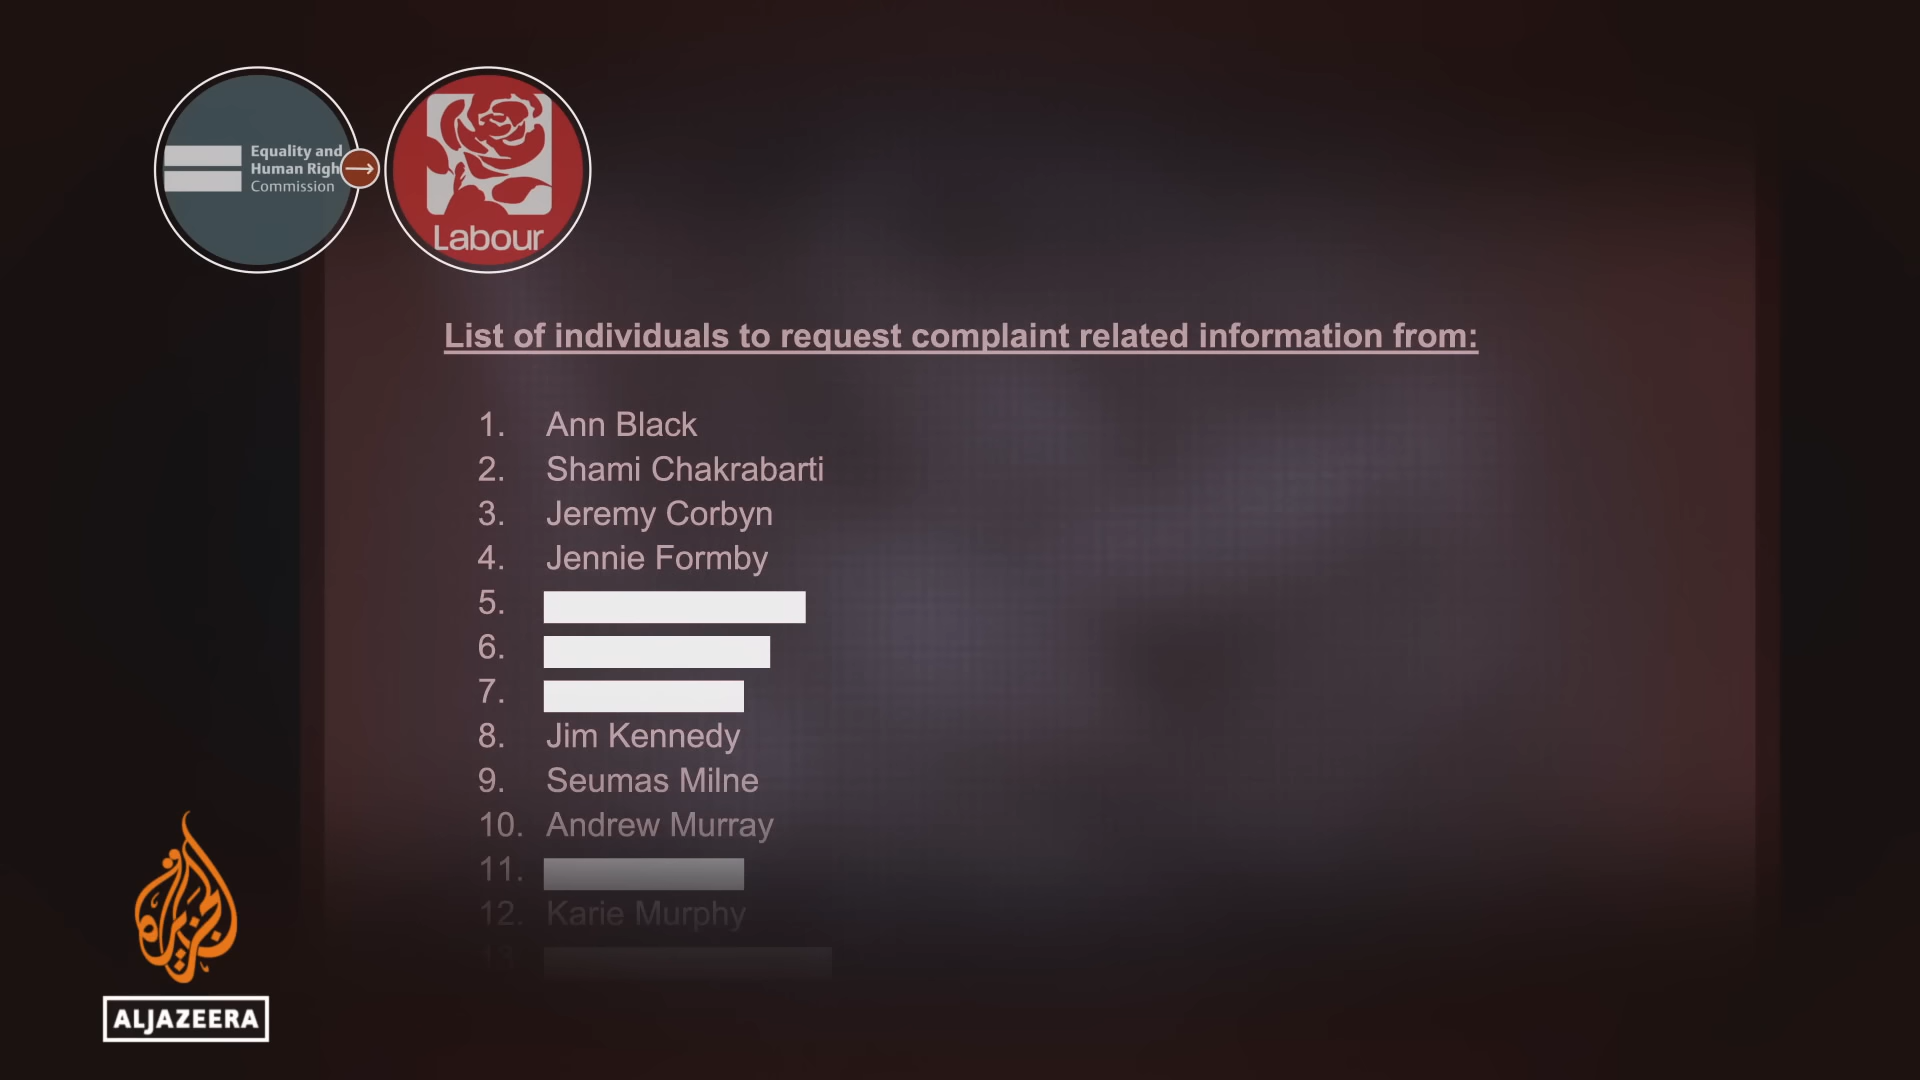 Equality and
Human Righ
Commission
Labour
List of individuals to request complaint related information from:
1. Ann Black
2. Shami Chakrabarti
3. Jeremy Corbyn
4. Jennie Formby
5.
6.
7.
8. Jim Kennedy
9. Seumas Milne
10. Andrew Murray
11.
12. Karie Murphy
13.
الجزيرة
ALJAZEERA